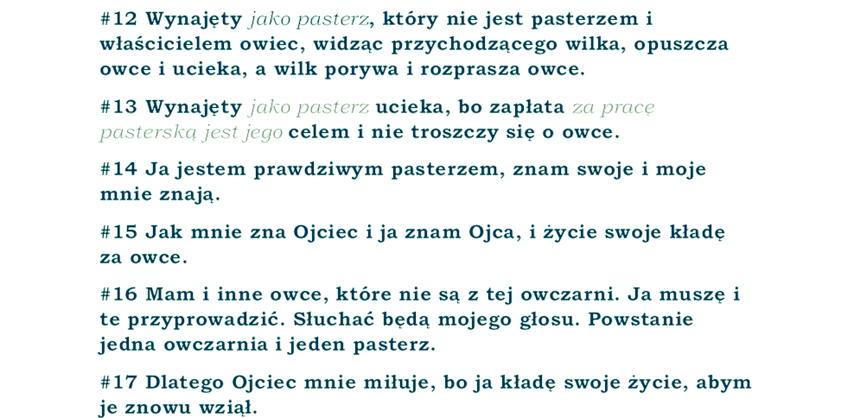 #12 Wynajęty jako pasterz, który nie jest pasterzem i
właścicielem owiec, widząc przychodzącego wilka, opuszcza
owce i ucieka, a wilk porywa i rozprasza owce.
#13 Wynajęty jako pasterz ucieka, bo zapłata za pracę
pasterską jest jego celem i nie troszczy się o owce.
#14 Ja jestem prawdziwym pasterzem, znam swoje i moje
mnie znają.
#15 Jak mnie zna Ojciec i ja znam Ojca, i życie swoje kładę
za owce.
#16 Mam i inne owce, które nie są z tej owczarni. Ja muszę i
te przyprowadzić. Słuchać będą mojego głosu. Powstanie
jedna owczarnia i jeden pasterz.
#17 Dlatego Ojciec mnie miłuje, bo ja kładę swoje życie, abym
je znowu wziął.